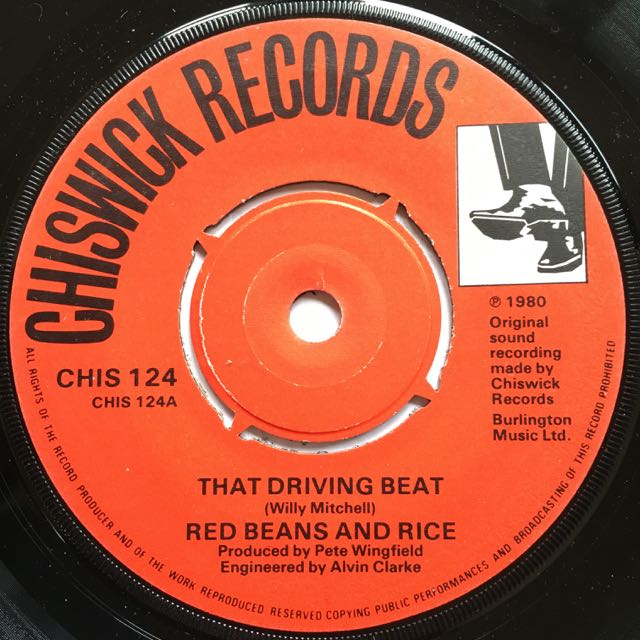 CHISWICK RECORDS
CHIS 124
CHIS 124A
℗ 1980
Original
sound
recording
made by
Chiswick
Records
Burlington
Music Ltd.
THAT DRIVING BEAT
(Willy Mitchell)
RED BEANS AND RICE
Produced by Pete Wingfield
Engineered by Alvin Clarke
ALL RIGHTS OF THE RECORD PRODUCER AND OF THE WORK REPRODUCED RESERVED COPYING PUBLIC PERFORMANCES AND BROADCASTING OF THIS RECORD PROHIBITED